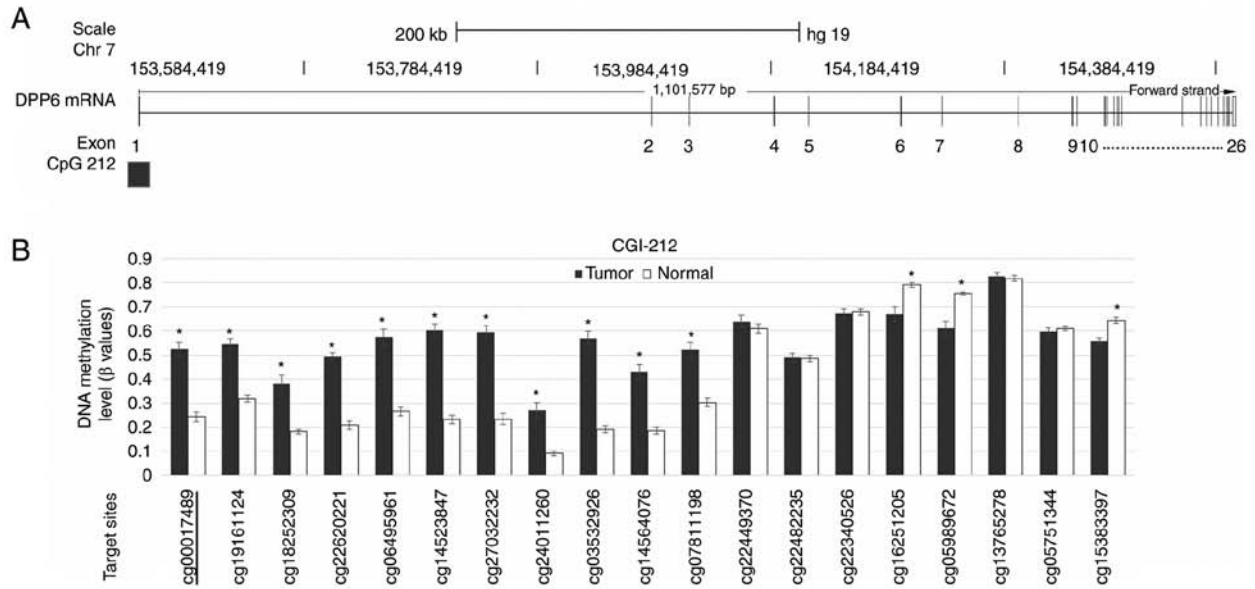 A
Scale
200 kb
hg 19
Chr 7
153,584,419 | 153,784,419 | 153,984,419 | 154,184,419 | 154,384,419 |
DPP6 mRNA
1,101,577 bp
Forward strand
Exon 1 2 3 4 5 6 7 8 9 10 26
CpG 212
B
CGI-212
Tumor Normal
DNA methylation
level (β values)
0.9
0.8
0.7
0.6
0.5
0.4
0.3
0.2
0.1
0
* * * * * * * * * * * * * *
Target sites
cg00017489
cg19161124
cg18252309
cg22620221
cg06495961
cg14523847
cg27032232
cg24011260
cg03532926
cg14564076
cg07811198
cg22449370
cg22482235
cg22340526
cg16251205
cg05989672
cg13765278
cg05751344
cg15383397